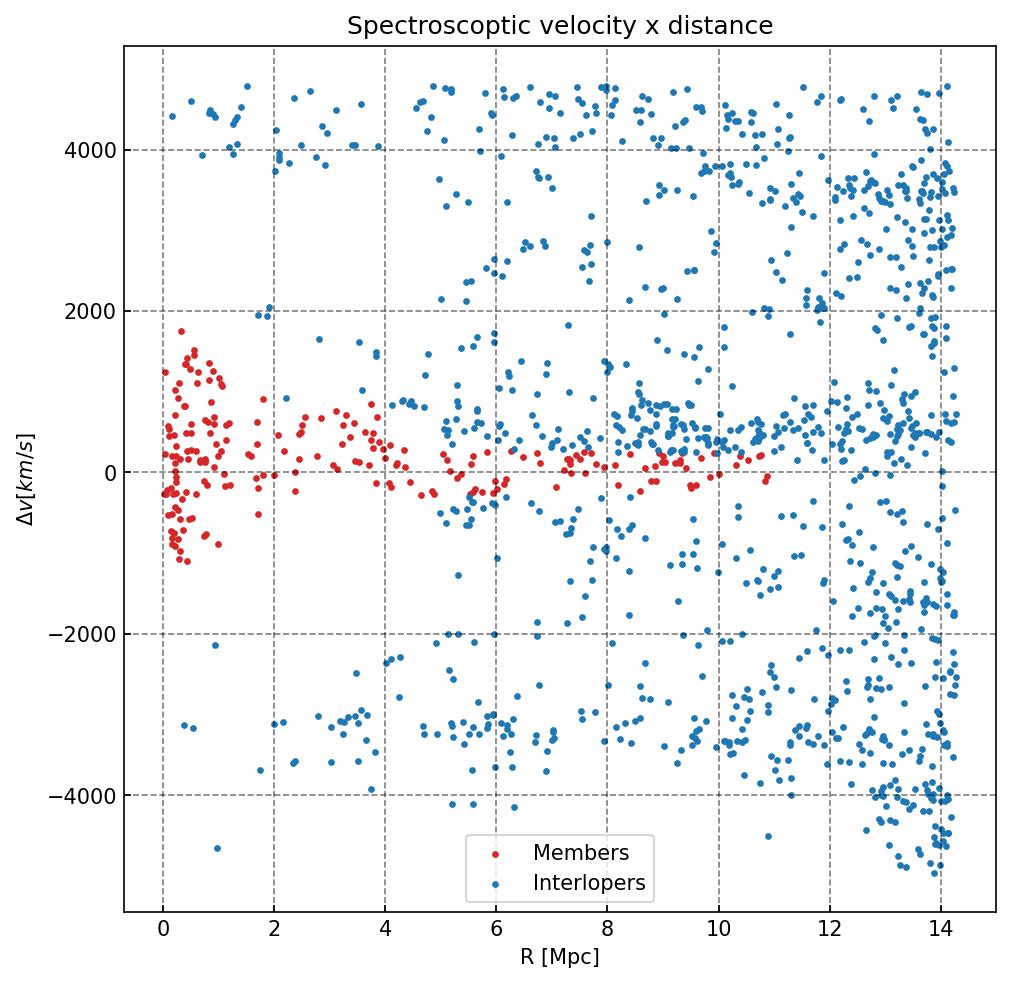 Spectroscoptic velocity x distance
4000
2000
0
−2000
−4000
Δv[km/s]
Members
Interlopers
0 2 4 6 8 10 12 14
R [Mpc]